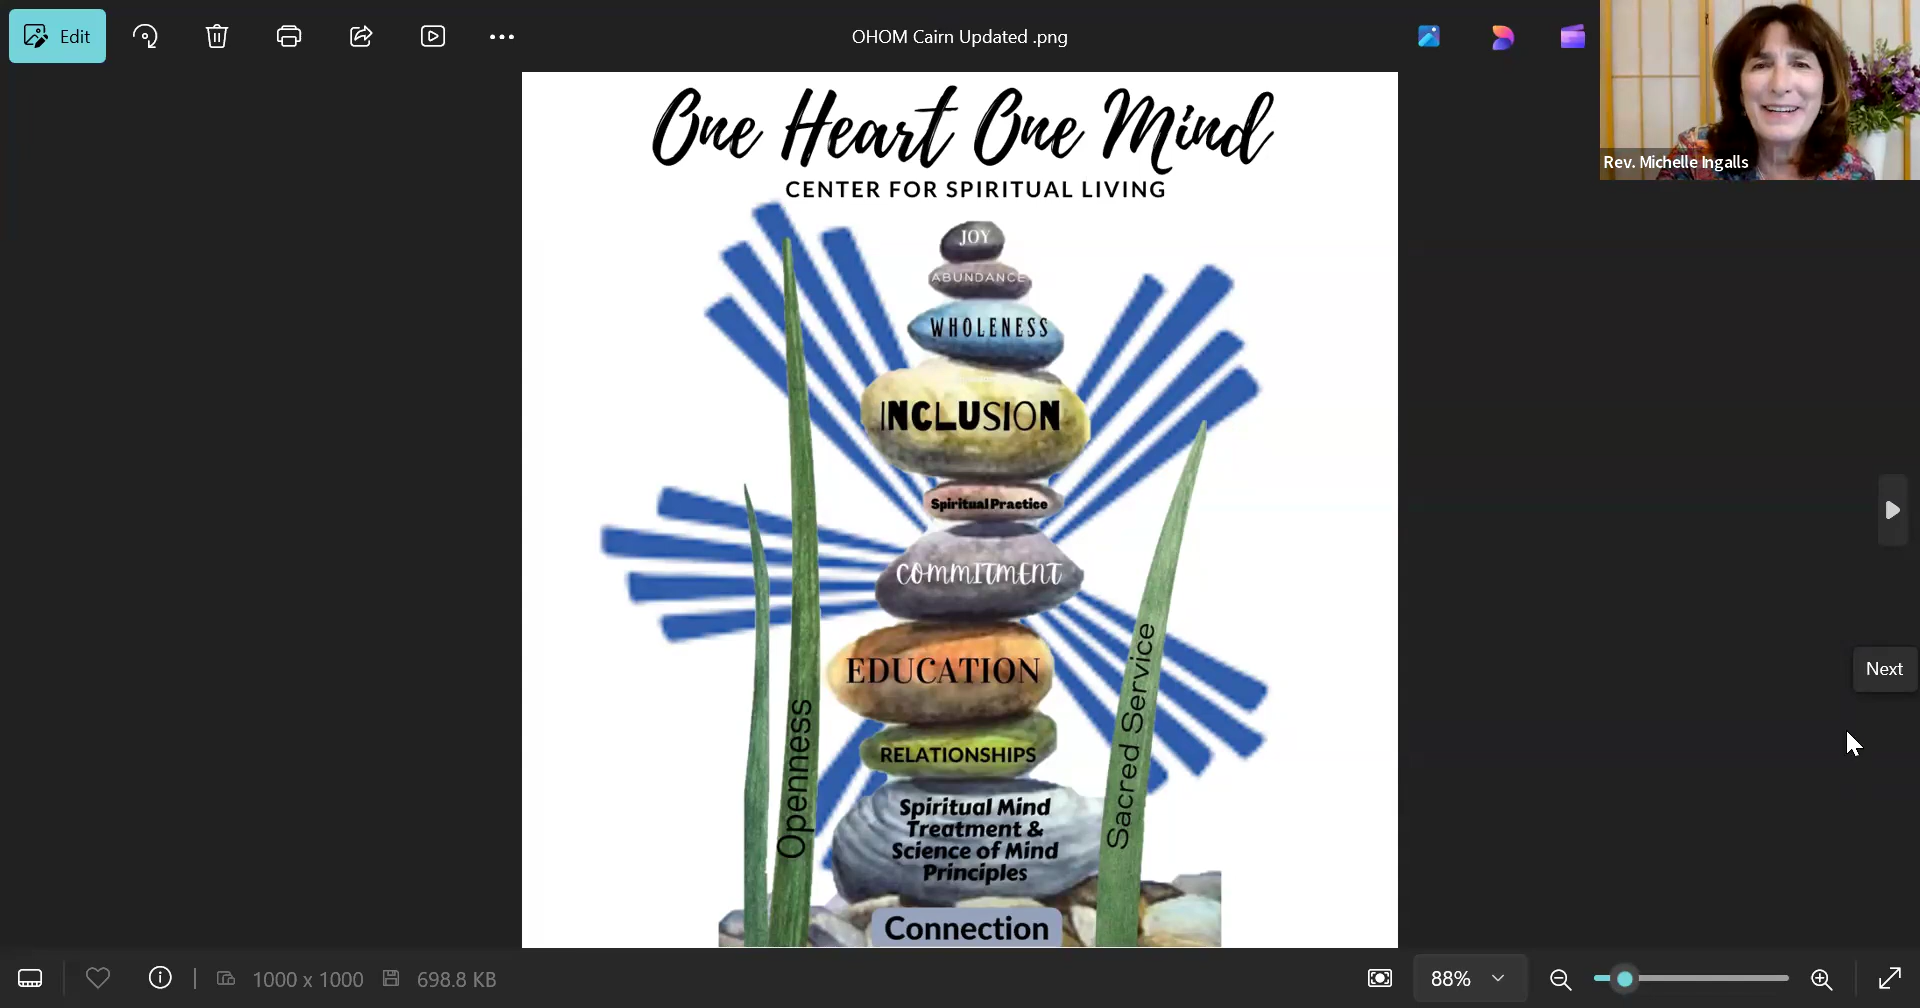 Edit
OHOM Cairn Updated .png
Rev. Michelle Ingalls
One Heart One Mind
CENTER FOR SPIRITUAL LIVING
JOY
ABUNDANCE
WHOLENESS
INCLUSION
Spiritual Practice
COMMITMENT
EDUCATION
RELATIONSHIPS
Openness
Sacred Service
Spiritual Mind
Treatment &
Science of Mind
Principles
Connection
Next
1000 x 1000
698.8 KB
88%